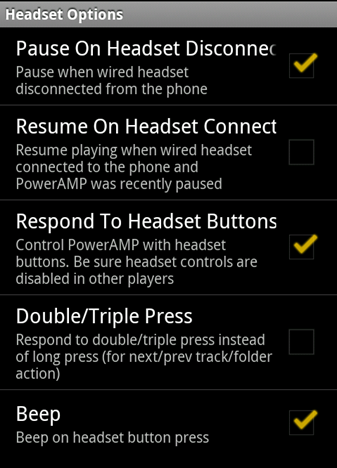 Headset Options
Pause On Headset Disconnec
Pause when wired headset
disconnected from the phone
Resume On Headset Connect
Resume playing when wired headset
connected to the phone and
PowerAMP was recently paused
Respond To Headset Buttons
Control PowerAMP with headset
buttons. Be sure headset controls are
disabled in other players
Double/Triple Press
Respond to double/triple press instead
of long press (for next/prev track/folder
action)
Beep
Beep on headset button press